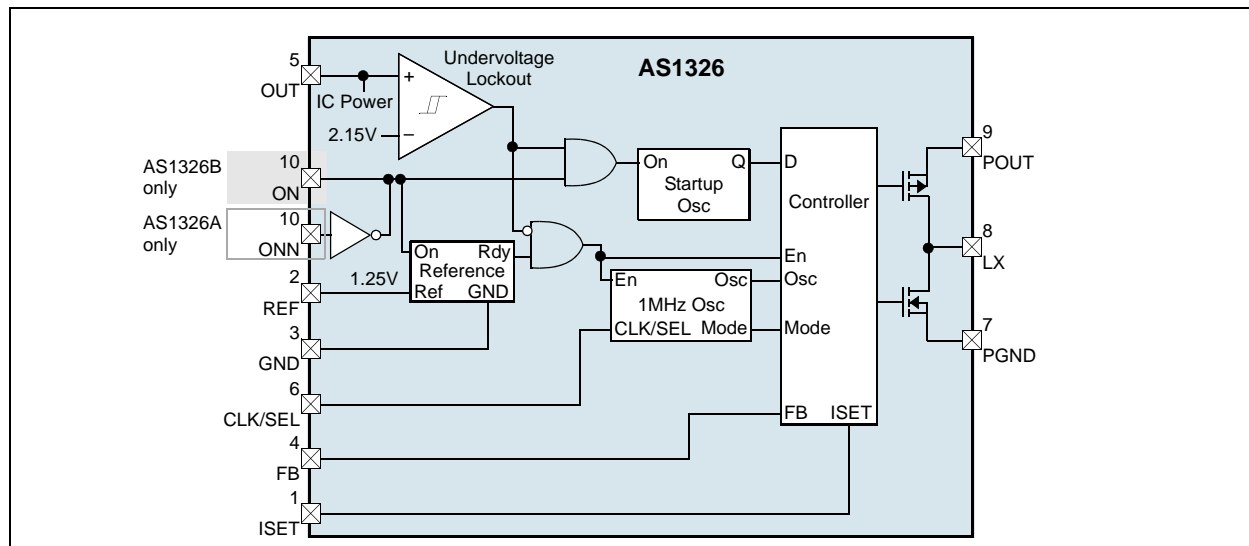 AS1326
Undervoltage
Lockout
5
OUT
IC Power
+
2.15V
–
AS1326B
only
10
ON
AS1326A
only
10
ONN
On Rdy
Reference
Ref GND
1.25V
2
REF
3
GND
6
CLK/SEL
4
FB
1
ISET
On Q
Startup
Osc
En Osc
1MHz Osc
CLK/SEL Mode
D
Controller
En
Osc
Mode
FB ISET
9
POUT
8
LX
7
PGND